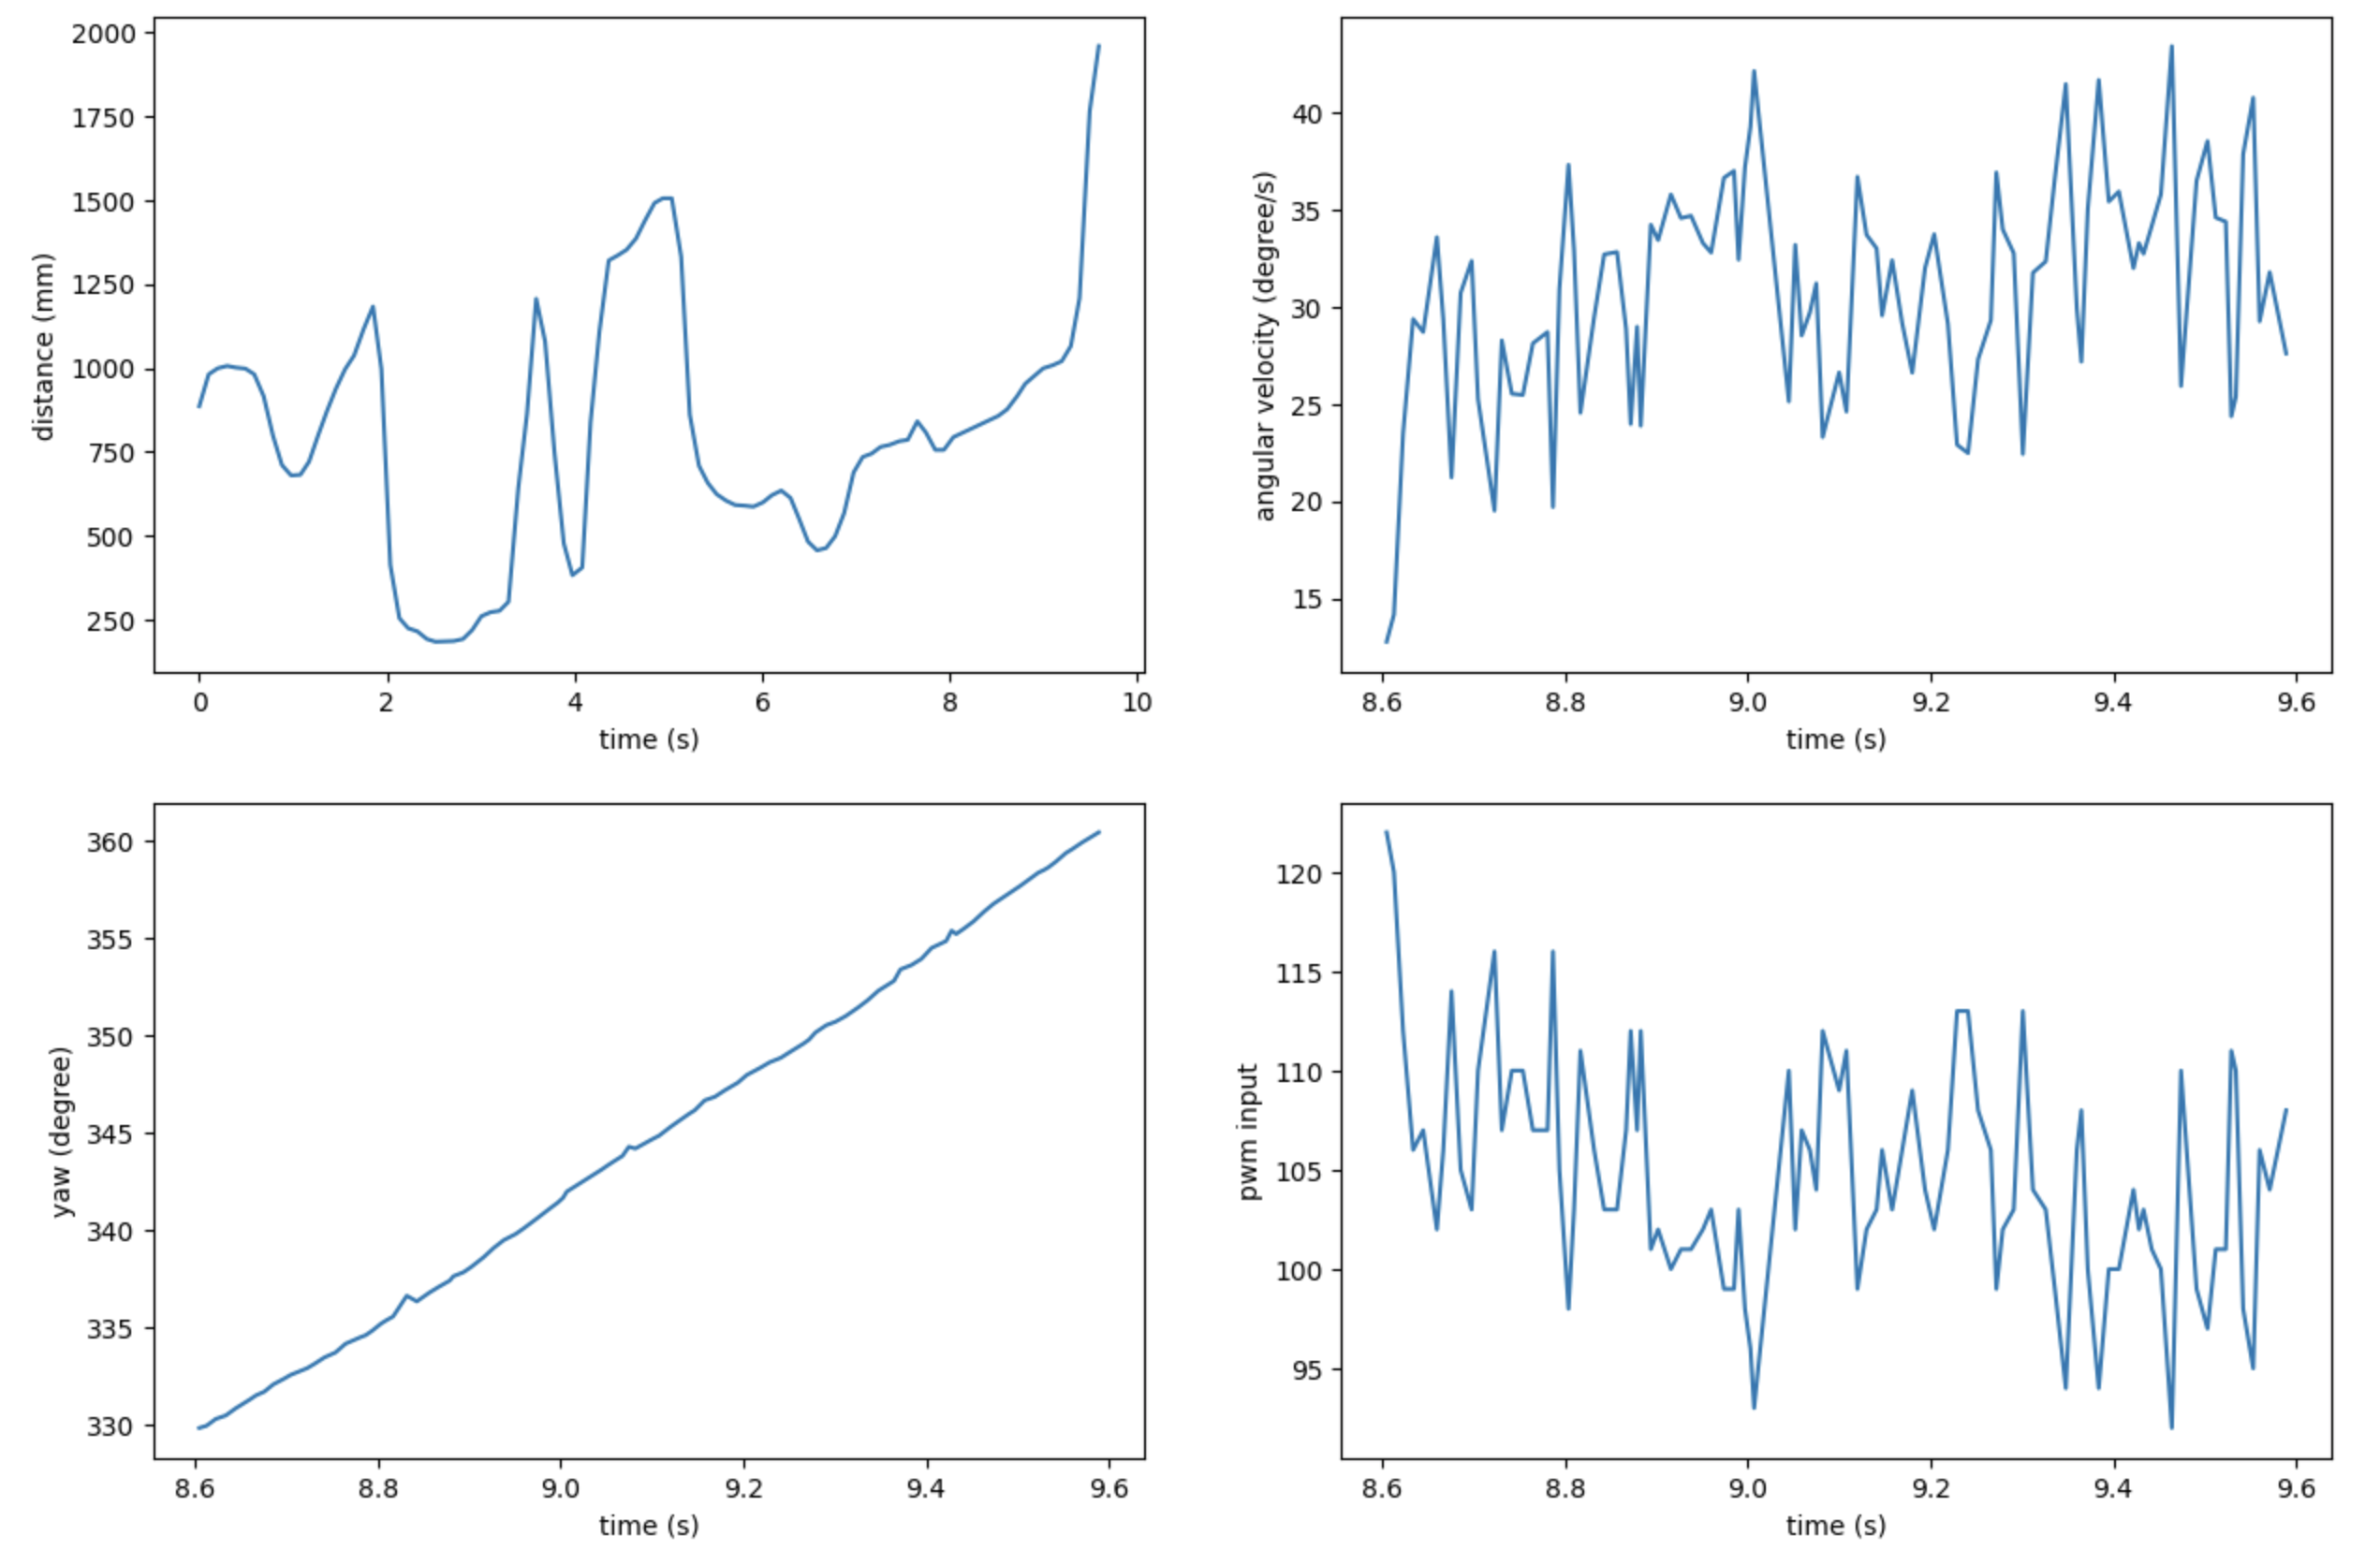 2000
1750
1500
1250
1000
750
500
250
distance (mm)
0 2 4 6 8 10
time (s)
40
35
30
25
20
15
angular velocity (degree/s)
8.6 8.8 9.0 9.2 9.4 9.6
time (s)
360
355
350
345
340
335
330
yaw (degree)
8.6 8.8 9.0 9.2 9.4 9.6
time (s)
120
115
110
105
100
95
pwm input
8.6 8.8 9.0 9.2 9.4 9.6
time (s)